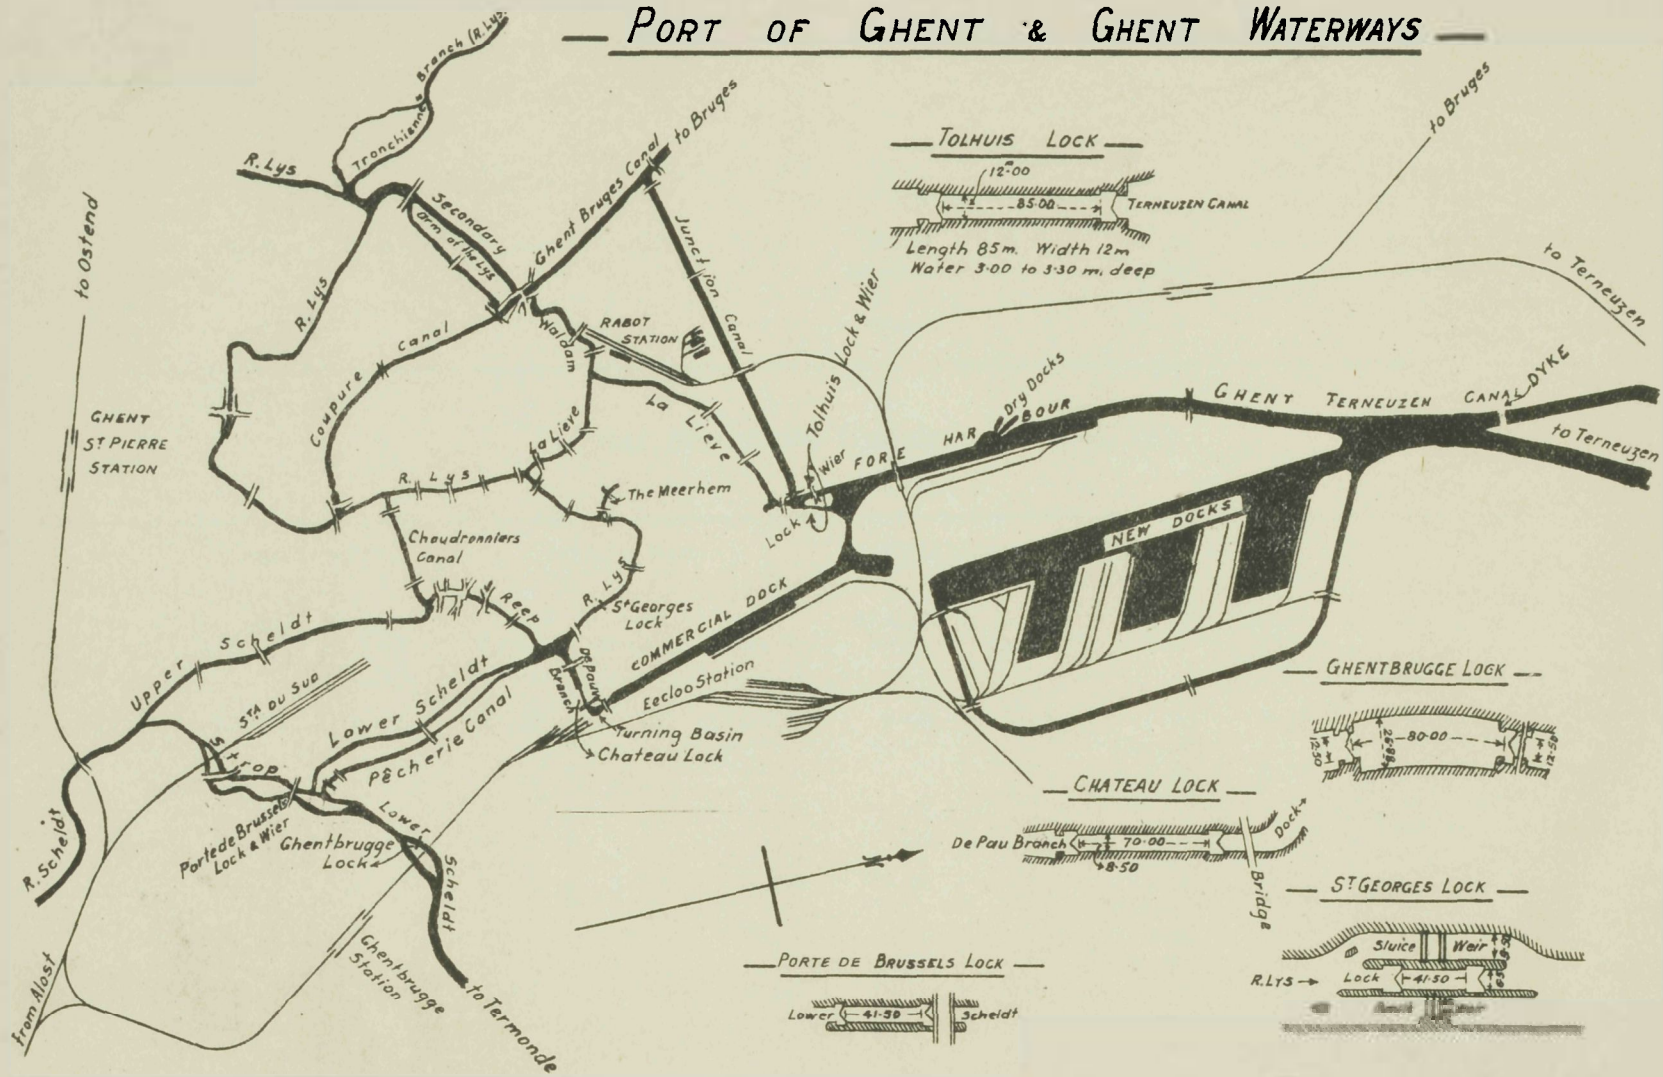 PORT OF GHENT & GHENT WATERWAYS
Tronchiennes Branch (R. Lys)
R. Lys
Secondary
arm of the Lys
Ghent Bruges Canal
to Bruges
Junction Canal
to Bruges
TOLHUIS LOCK
12·00
85·00
TERNEUZEN CANAL
Length 85m. Width 12m
Water 3·00 to 3·30 m. deep
to Ostend
R. Lys
Coupure Canal
Waldam
RABOT
STATION
Tolhuis Lock & Wier
to Terneuzen
GHENT
ST PIERRE
STATION
La Lieve
La Lieve
Wier
Lock
FORE HARBOUR
Dry Docks
GHENT TERNEUZEN CANAL
DYKE
to Terneuzen
R. Lys
The Meerhem
Chaudronniers
Canal
NEW DOCKS
Reep
R. Lys
St Georges
Lock
COMMERCIAL DOCK
Eecloo Station
De Pauw
Branch
Turning Basin
Chateau Lock
Upper Scheldt
STA DU SUD
Lower Scheldt
Pêcherie Canal
Strop
R. Scheldt
Porte de Brussels
Lock & Wier
Ghentbrugge
Lock
Lower Scheldt
Ghentbrugge
Station
to Termonde
from Alost
N
GHENTBRUGGE LOCK
12.50
80·00
26·80
12·50
CHATEAU LOCK
De Pau Branch
70·00
8·50
Dock
Bridge
ST GEORGES LOCK
Sluice
Weir
R. LYS
Lock
41·50
PORTE DE BRUSSELS LOCK
Lower
41·50
Scheldt